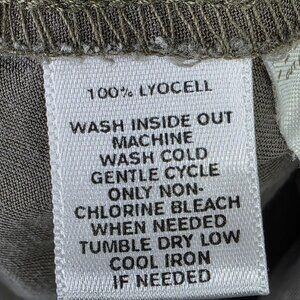 100% LYOCELL
WASH INSIDE OUT
MACHINE
WASH COLD
GENTLE CYCLE
ONLY NON-
CHLORINE BLEACH
WHEN NEEDED
TUMBLE DRY LOW
COOL IRON
IF NEEDED